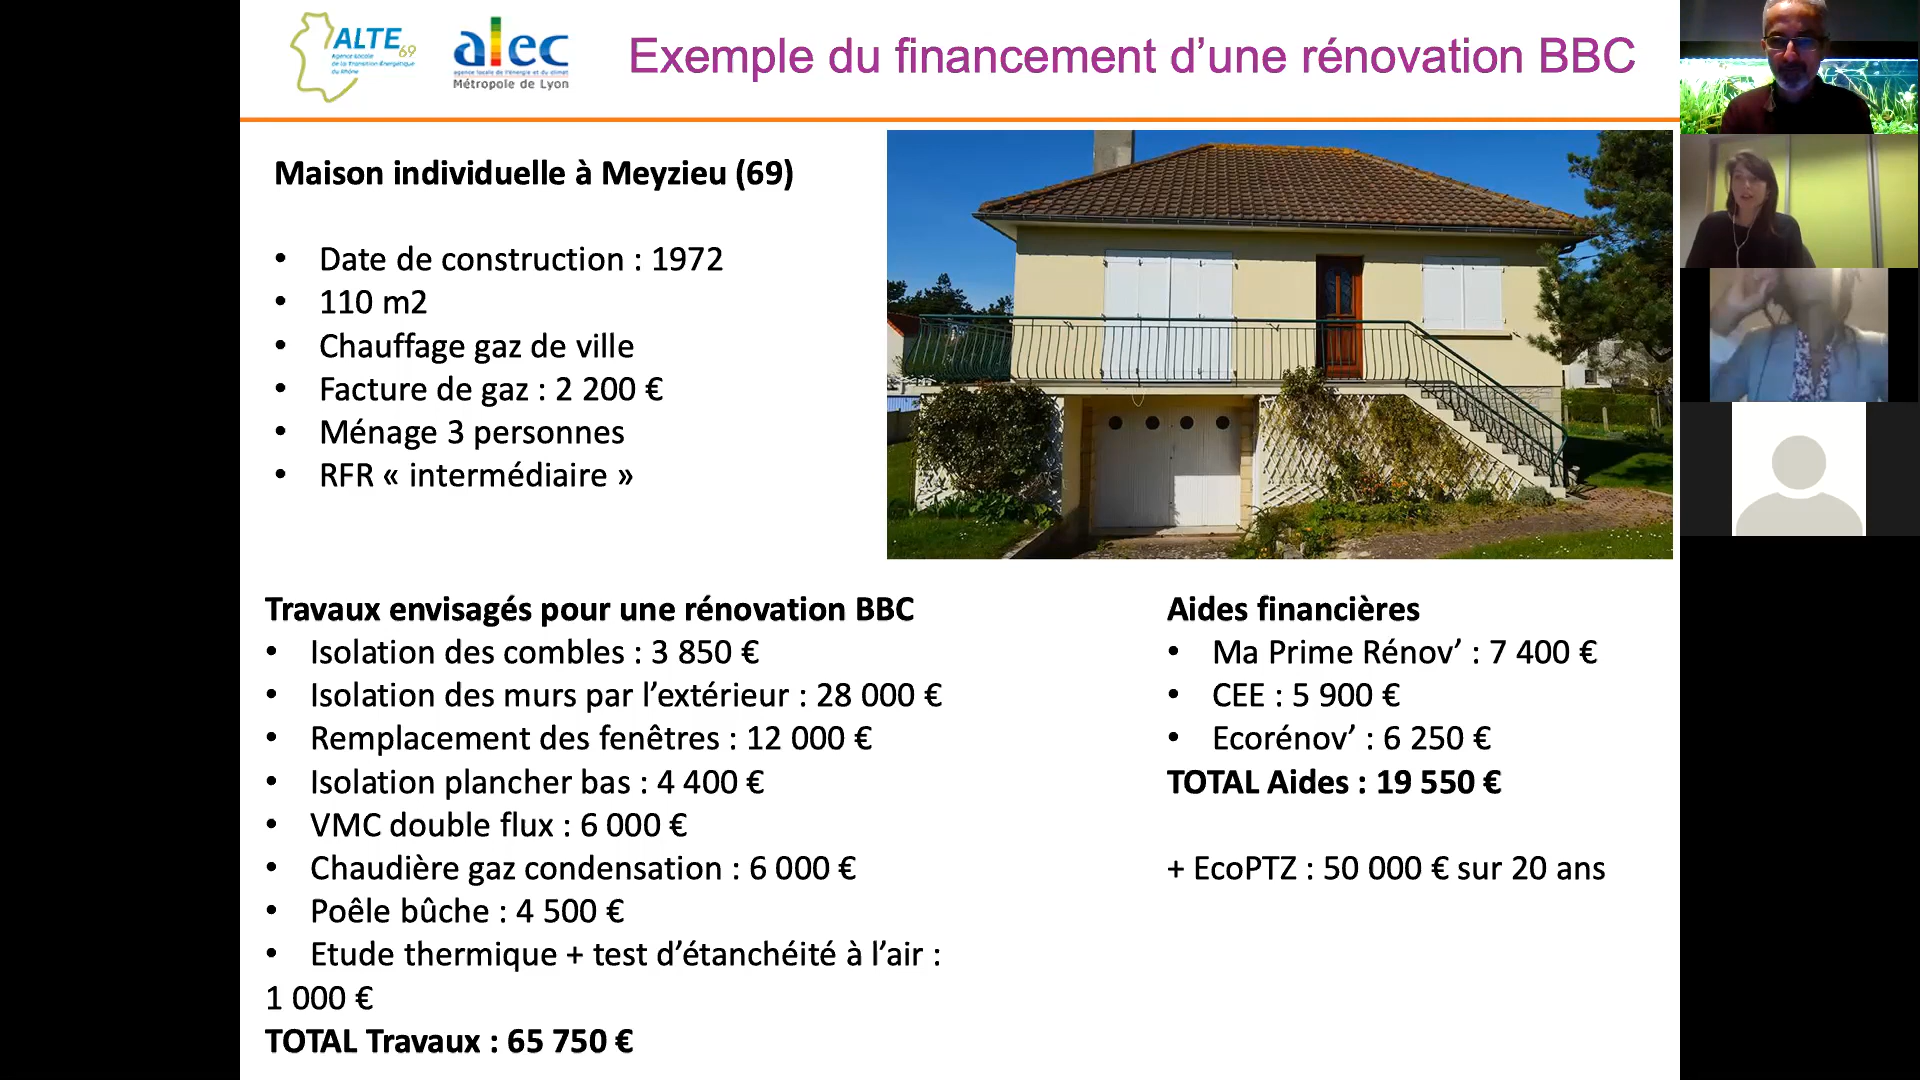 ALTE 69
Agence Locale
de la Transition Énergétique
du Rhône
alec
agence locale de l'énergie et du climat
Métropole de Lyon
Exemple du financement d’une rénovation BBC
Maison individuelle à Meyzieu (69)
• Date de construction : 1972
• 110 m2
• Chauffage gaz de ville
• Facture de gaz : 2 200 €
• Ménage 3 personnes
• RFR « intermédiaire »
Travaux envisagés pour une rénovation BBC
• Isolation des combles : 3 850 €
• Isolation des murs par l’extérieur : 28 000 €
• Remplacement des fenêtres : 12 000 €
• Isolation plancher bas : 4 400 €
• VMC double flux : 6 000 €
• Chaudière gaz condensation : 6 000 €
• Poêle bûche : 4 500 €
• Etude thermique + test d’étanchéité à l’air :
1 000 €
TOTAL Travaux : 65 750 €
Aides financières
• Ma Prime Rénov’ : 7 400 €
• CEE : 5 900 €
• Ecorénov’ : 6 250 €
TOTAL Aides : 19 550 €
+ EcoPTZ : 50 000 € sur 20 ans